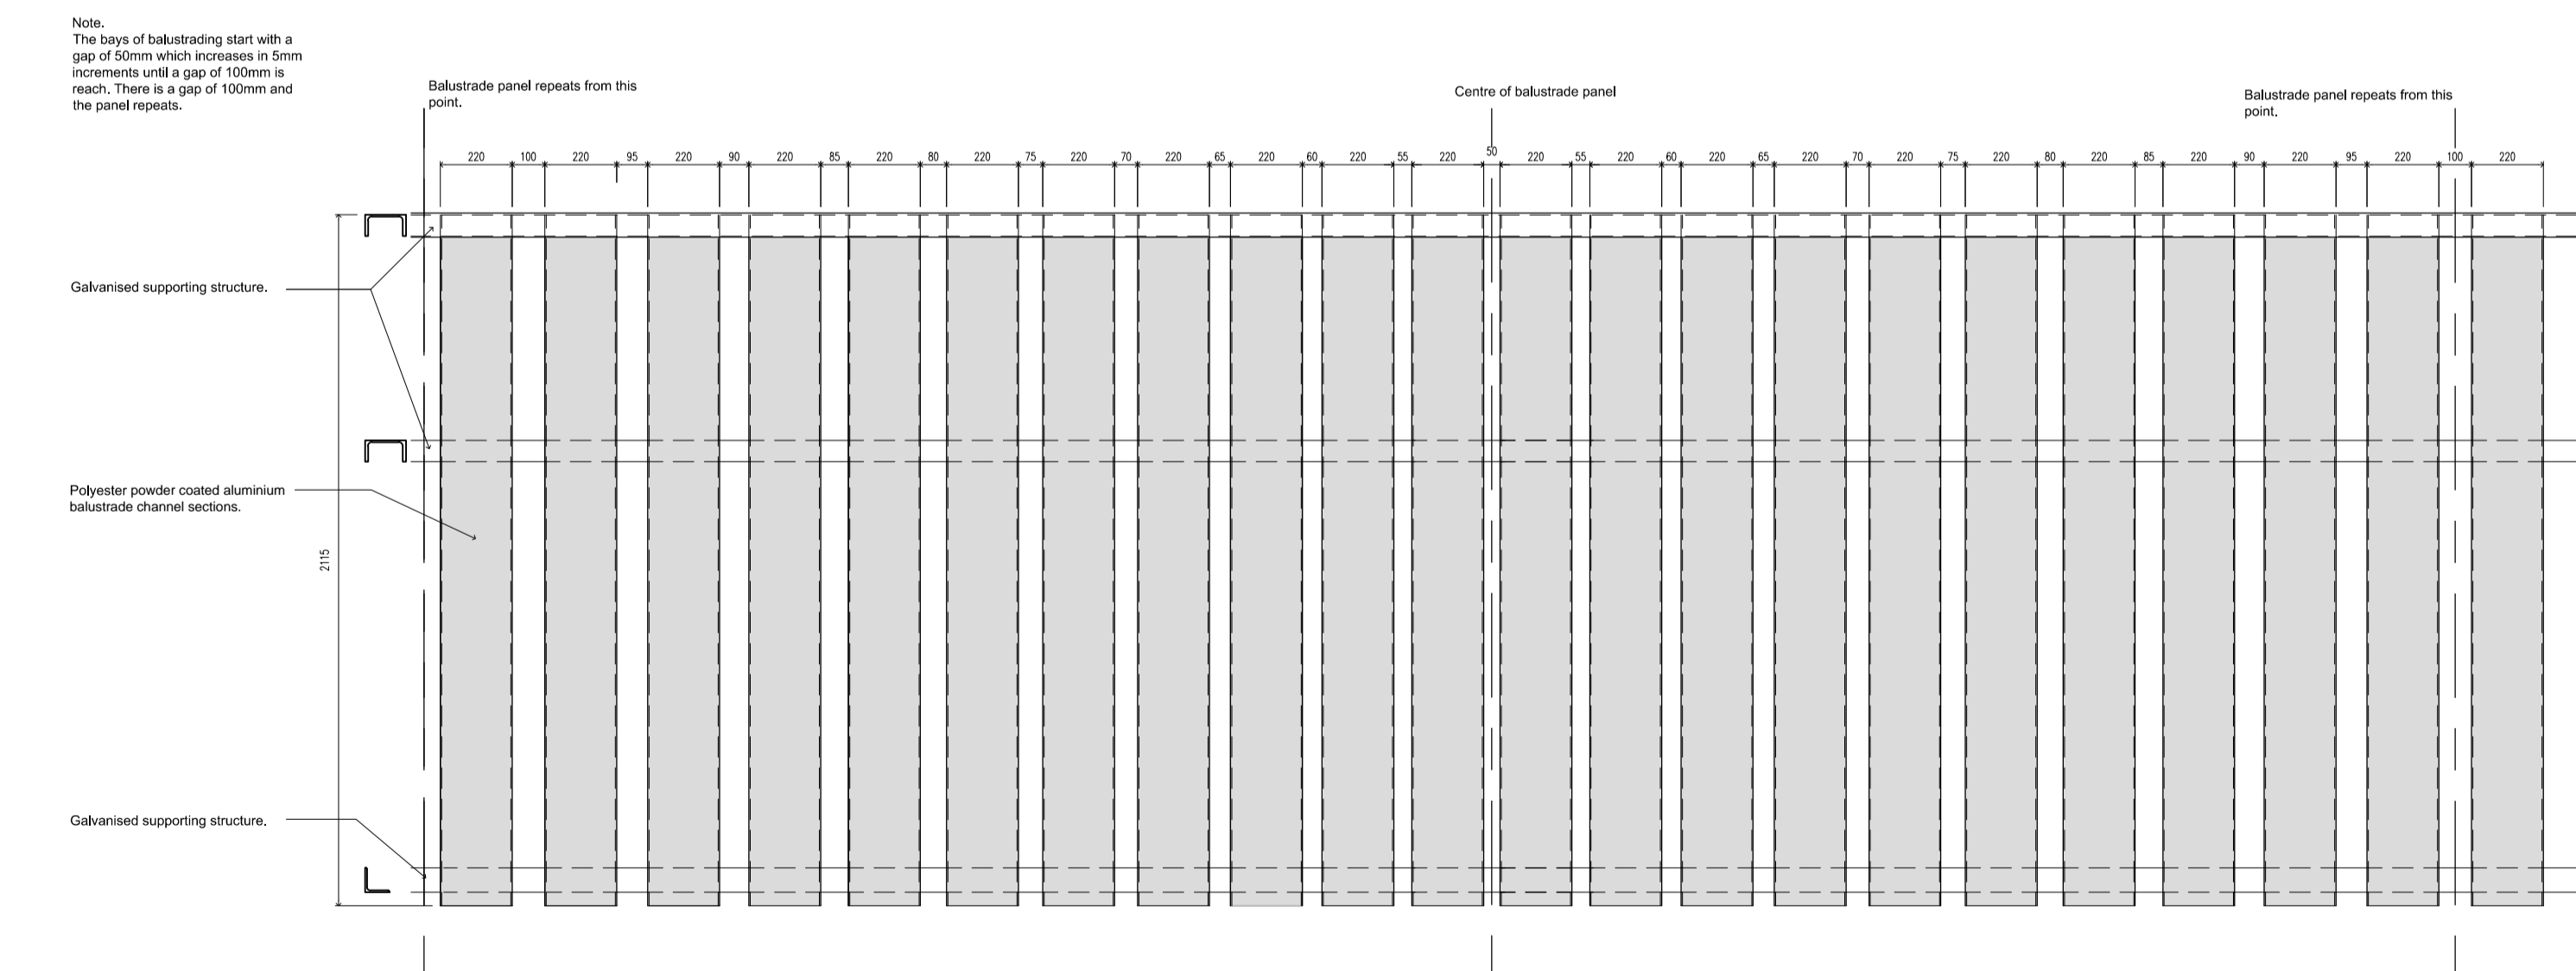 Note.
The bays of balustrading start with a
gap of 50mm which increases in 5mm
increments until a gap of 100mm is
reach. There is a gap of 100mm and
the panel repeats.
Balustrade panel repeats from this
point.
Centre of balustrade panel
Balustrade panel repeats from this
point.
220 100 220 95 220 90 220 85 220 80 220 75 220 70 220 65 220 60 220 55 220 50 220 55 220 60 220 65 220 70 220 75 220 80 220 85 220 90 220 95 220 100 220
Galvanised supporting structure.
Polyester powder coated aluminium
balustrade channel sections.
2115
Galvanised supporting structure.